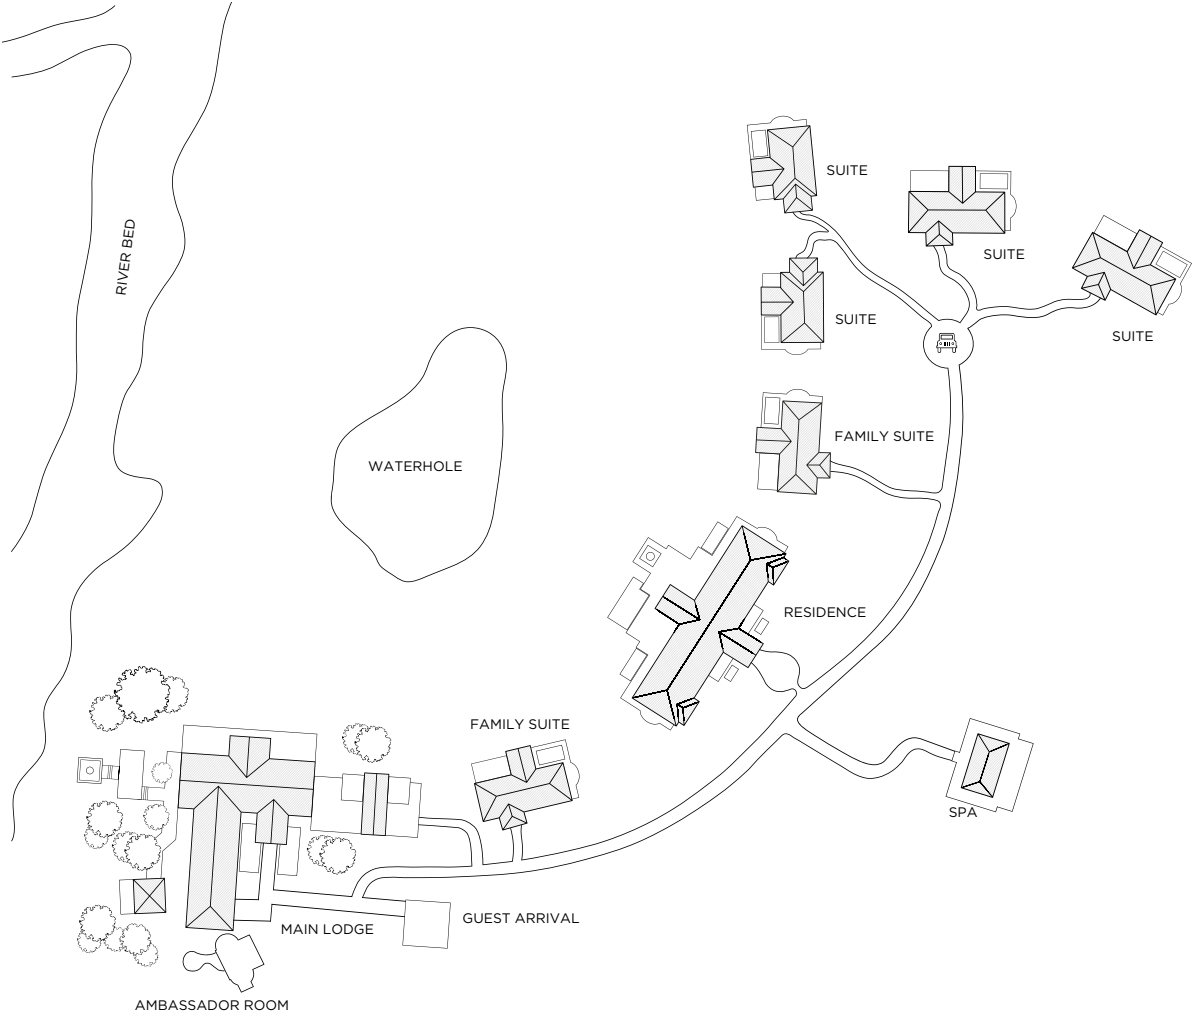 SUITE
SUITE
RIVER BED
SUITE
SUITE
FAMILY SUITE
WATERHOLE
RESIDENCE
FAMILY SUITE
SPA
GUEST ARRIVAL
MAIN LODGE
AMBASSADOR ROOM